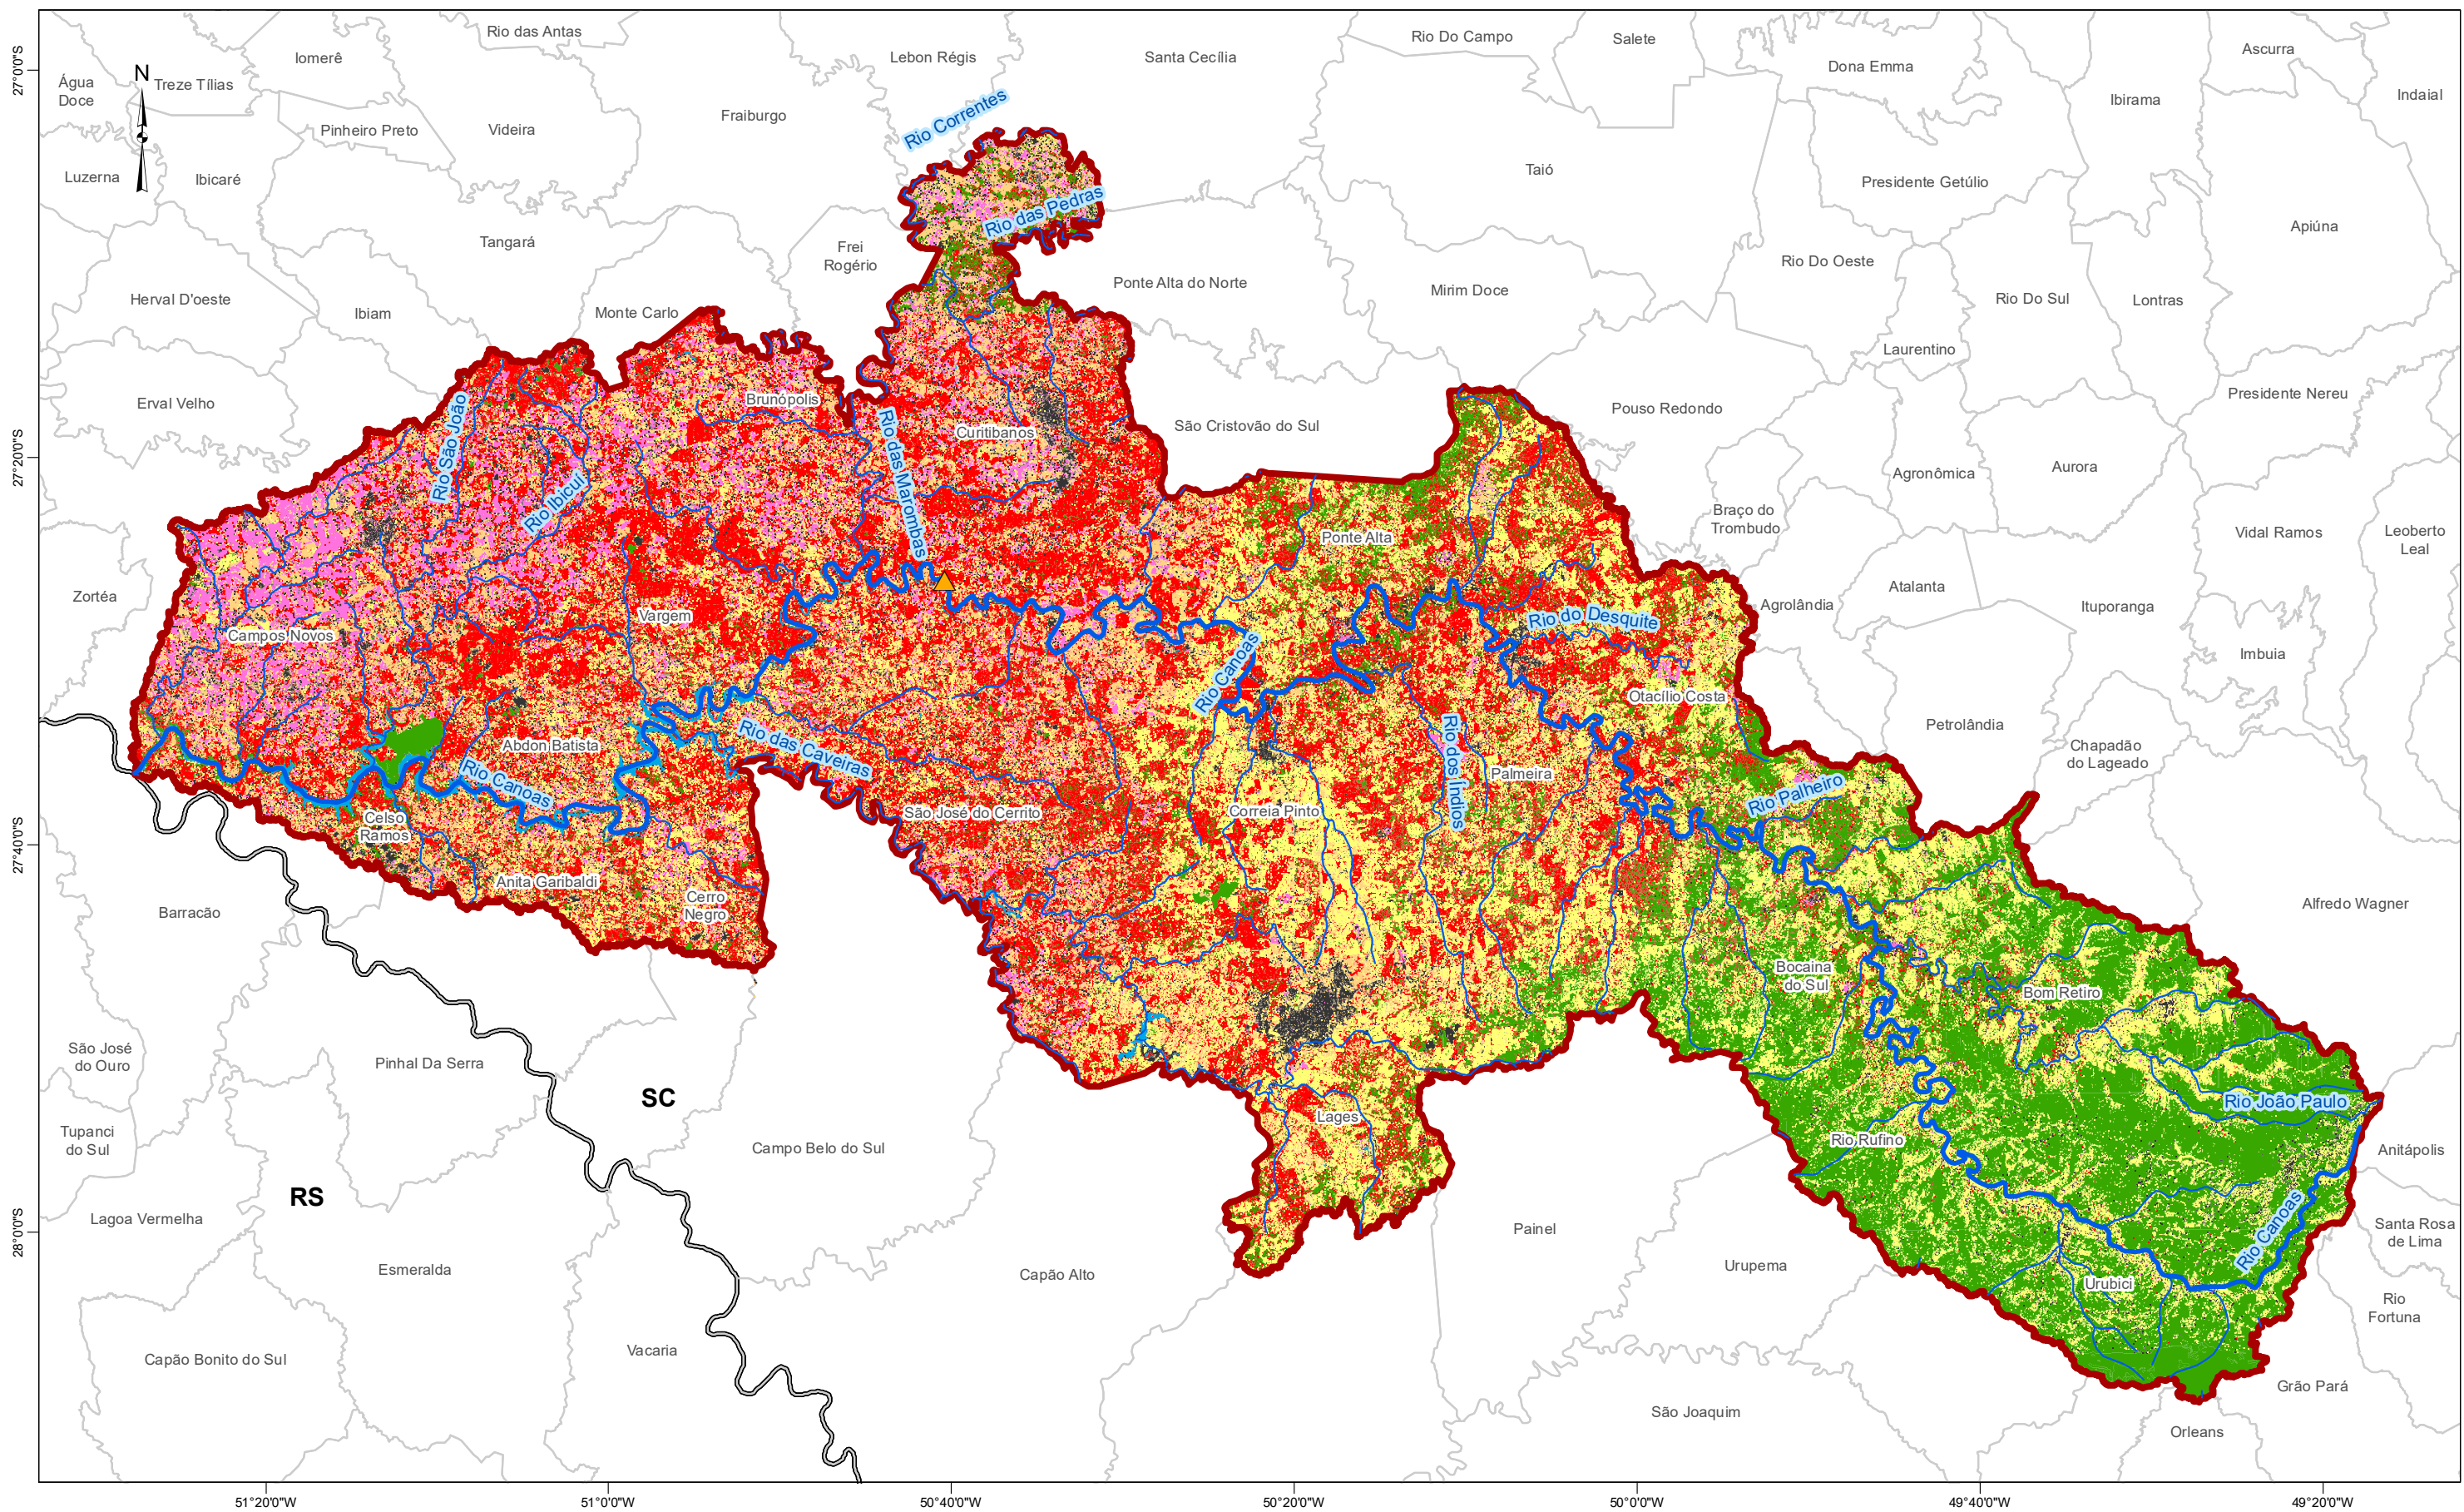 Rio das Antas
Rio Do Campo
Salete
Ascurra
27°0'0"S
Iomerê
Lebon Régis
Santa Cecília
Dona Emma
N
Água
Doce
Treze Tílias
Ibirama
Indaial
Rio Correntes
Pinheiro Preto
Videira
Fraiburgo
Luzerna
Ibicaré
Taió
Presidente Getúlio
Rio das Pedras
Apiúna
Tangará
Frei
Rogério
Ponte Alta do Norte
Mirim Doce
Rio Do Oeste
Herval D'oeste
Ibiam
Monte Carlo
Rio Do Sul
Lontras
Laurentino
Erval Velho
Brunópolis
Pouso Redondo
Presidente Nereu
Rio São João
Rio das Marombas
Curitibanos
São Cristovão do Sul
27°20'0"S
Agronômica
Aurora
Rio Ibicuí
Braço do
Trombudo
Ponte Alta
Vidal Ramos
Leoberto
Leal
Zortéa
Vargem
Rio do Desquite
Agrolândia
Atalanta
Ituporanga
Campos Novos
Imbuia
Rio Canoas
Otacílio Costa
Abdon Batista
Rio das Caveiras
Rio dos Índios
Petrolândia
Chapadão
do Lageado
Rio Canoas
Palmeira
Rio Palheiro
Celso
Ramos
São José do Cerrito
Correia Pinto
27°40'0"S
Anita Garibaldi
Cerro
Negro
Barracão
Alfredo Wagner
Bocaina
do Sul
Bom Retiro
São José
do Ouro
Pinhal Da Serra
SC
Lages
Rio João Paulo
Tupanci
do Sul
Campo Belo do Sul
Rio Rufino
Anitápolis
RS
Lagoa Vermelha
Painel
Rio Canoas
Santa Rosa
de Lima
28°0'0"S
Esmeralda
Capão Alto
Urupema
Urubici
Rio
Fortuna
Capão Bonito do Sul
Vacaria
Grão Pará
São Joaquim
Orleans
51°20'0"W
51°0'0"W
50°40'0"W
50°20'0"W
50°0'0"W
49°40'0"W
49°20'0"W